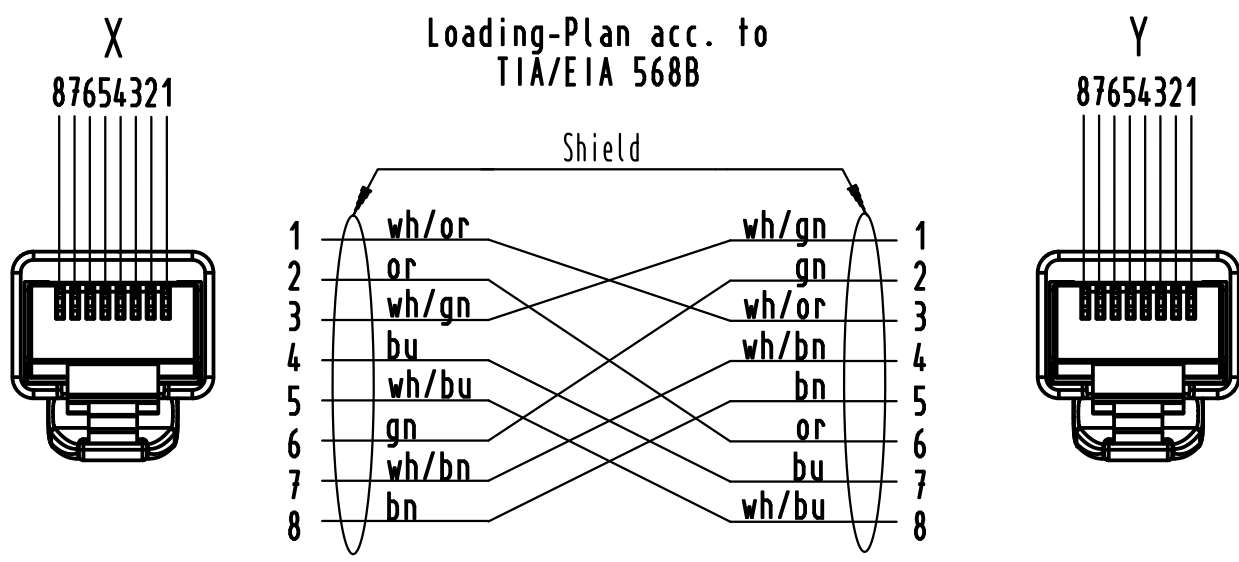 X
Loading-Plan acc. to
TIA/EIA 568B
Y
87654321
87654321
Shield
1 wh/or wh/gn 1
2 or gn 2
3 wh/gn wh/or 3
4 bu wh/bn 4
5 wh/bu bn 5
6 gn or 6
7 wh/bn bu 7
8 bn wh/bu 8